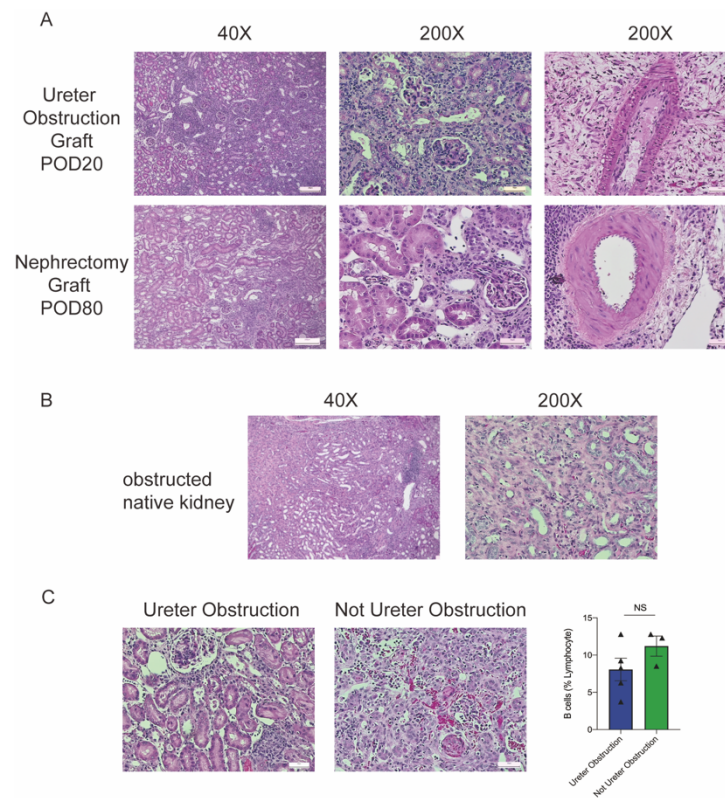 A
40X 200X 200X
Ureter
Obstruction
Graft
POD20
Nephrectomy
Graft
POD80
B
40X 200X
obstructed
native kidney
C
Ureter Obstruction Not Ureter Obstruction
NS
B cells (% Lymphocyte)
15
10
5
0
Ureter Obstruction
Not Ureter Obstruction